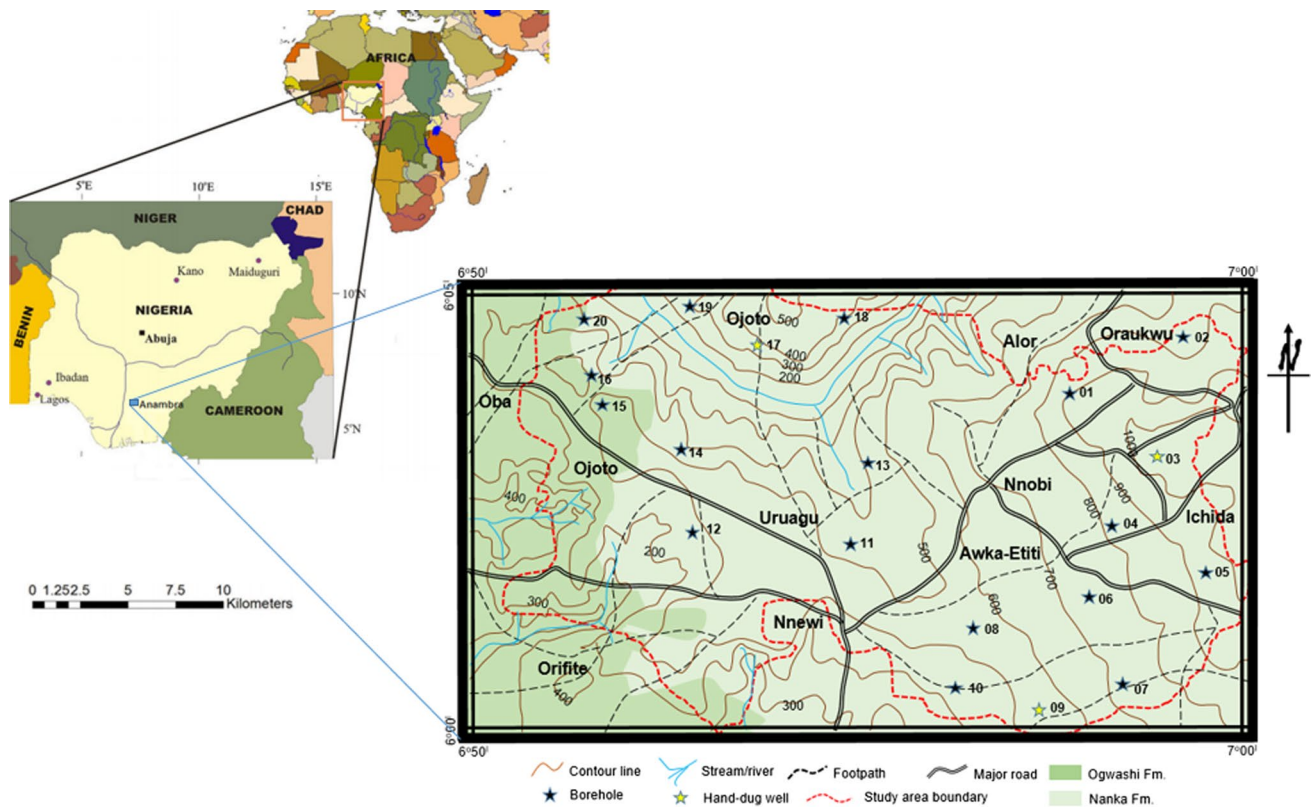 AFRICA
5°E 10°E 15°E
NIGER
CHAD
Kano
Maiduguri
NIGERIA
10°N
BENIN
Abuja
Ibadan
Lagos
Anambra
CAMEROON
5°N
0 1.252.5 5 7.5 10
Kilometers
6°50' 7°00'
6°05'
19
20
Ojoto
500
18
17
400
300
200
Alor
Oraukwu
02
N
16
01
Oba
15
1000
14
13
03
Ojoto
Nnobi
900
400
Uruagu
800
04
Ichida
12
200
11
500
Awka-Etiti
05
700
300
06
600
Nnewi
08
Orifite
400
300
10
07
09
6°00'
6°50' 7°00'
Contour line Stream/river Footpath Major road Ogwashi Fm.
Borehole Hand-dug well Study area boundary Nanka Fm.